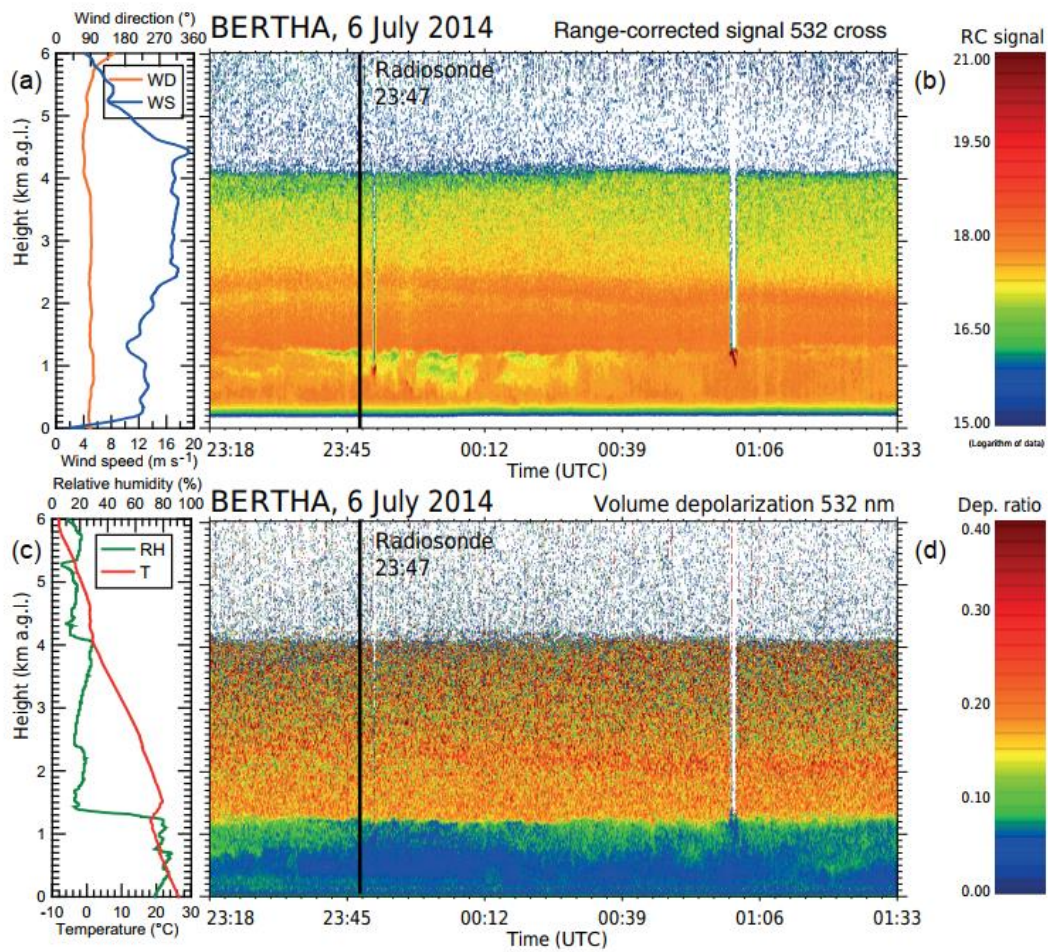 Wind direction (°)
0 90 180 270 360
BERTHA, 6 July 2014
Range-corrected signal 532 cross
RC signal
(a)
WD
WS
Radiosonde
23:47
(b)
6
5
4
3
2
1
0
Height (km a.g.l.)
0 4 8 12 16 20
Wind speed (m s⁻¹)
23:18 23:45 00:12 00:39 01:06 01:33
Time (UTC)
21.00
19.50
18.00
16.50
15.00
(Logarithm of data)
Relative humidity (%)
0 20 40 60 80 100
BERTHA, 6 July 2014
Volume depolarization 532 nm
Dep. ratio
(c)
RH
T
Radiosonde
23:47
(d)
6
5
4
3
2
1
0
Height (km a.g.l.)
-10 0 10 20 30
Temperature (°C)
23:18 23:45 00:12 00:39 01:06 01:33
Time (UTC)
0.40
0.30
0.20
0.10
0.00